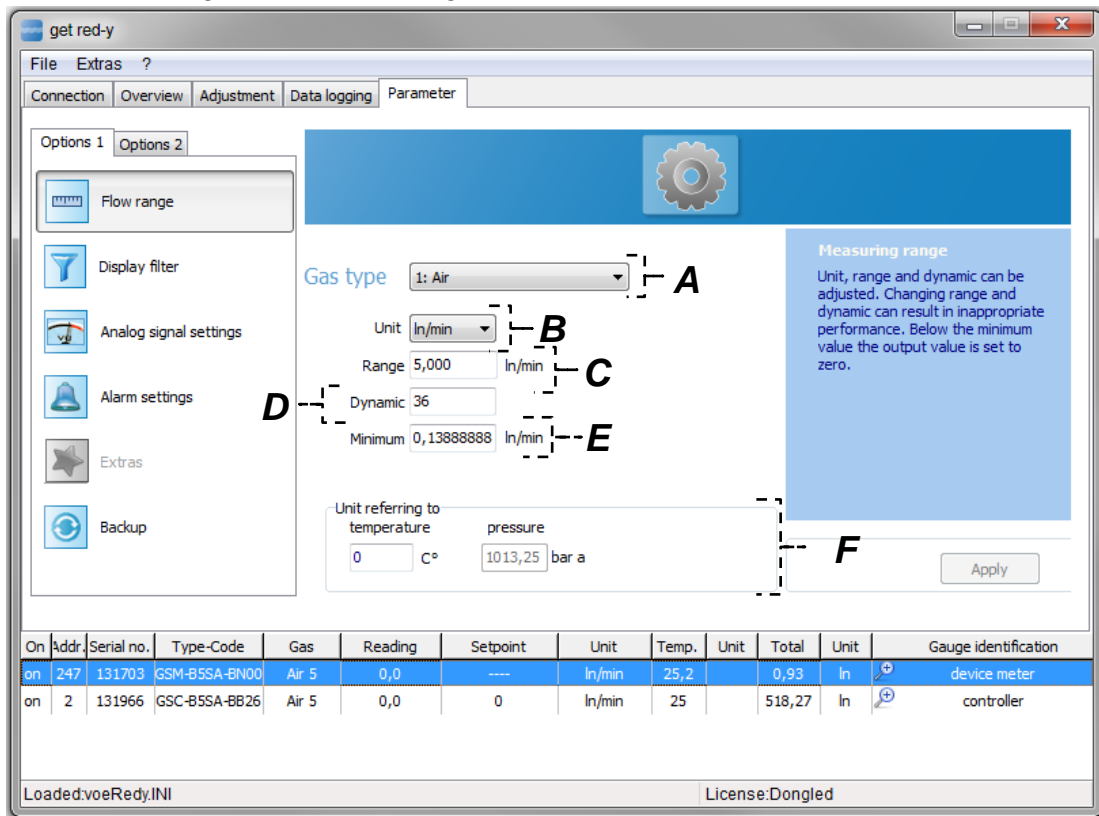 get red-y
File Extras ?
Connection Overview Adjustment Data logging Parameter
Options 1 Options 2
Flow range
Display filter
Analog signal settings
Alarm settings
Extras
Backup
Gas type 1: Air A
Unit ln/min B
Range 5,000 ln/min C
D Dynamic 36
Minimum 0,13888888 ln/min E
Unit referring to
temperature pressure
0 C° 1013,25 bar a
F
Measuring range
Unit, range and dynamic can be
adjusted. Changing range and
dynamic can result in inappropriate
performance. Below the minimum
value the output value is set to
zero.
Apply
On Addr. Serial no. Type-Code Gas Reading Setpoint Unit Temp. Unit Total Unit Gauge identification
on 247 131703 GSM-B5SA-BN00 Air 5 0,0 ---- ln/min 25,2 0,93 ln device meter
on 2 131966 GSC-B5SA-BB26 Air 5 0,0 0 ln/min 25 518,27 ln controller
Loaded:voeRedy.INI License:Dongled